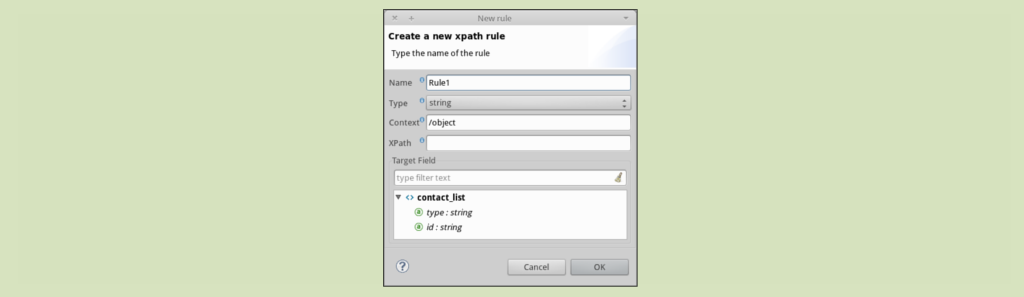 New rule
Create a new xpath rule
Type the name of the rule
Name Rule1
Type string
Context /object
XPath
Target Field
type filter text
contact_list
type : string
id : string
? Cancel OK